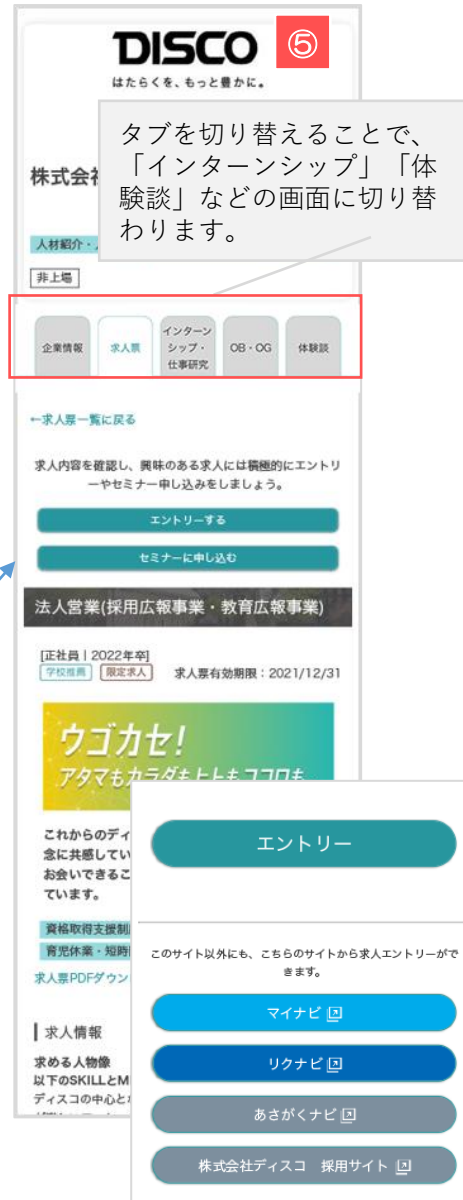 DISCO
⑤
はたらくを、もっと豊かに。
タブを切り替えることで、
「インターンシップ」「体
験談」などの画面に切り替
わります。
株式会
人材紹介・
非上場
企業情報
求人票
インターン
シップ・
仕事研究
OB・OG
体験談
←求人票一覧に戻る
求人内容を確認し、興味のある求人には積極的にエントリ
ーやセミナー申し込みをしましょう。
エントリーする
セミナーに申し込む
法人営業(採用広報事業・教育広報事業)
[正社員 | 2022年卒]
学校推薦 限定求人 求人票有効期限：2021/12/31
ウゴカセ!
アタマもカラダもヒトもココロも
これからのディ
念に共感してい
お会いできるこ
ています。
資格取得支援制
育児休業・短時
求人票PDFダウン
求人情報
求める人物像
以下のSKILLとM
ディスコの中心と
エントリー
このサイト以外にも、こちらのサイトから求人エントリーがで
きます。
マイナビ
リクナビ
あさがくナビ
株式会社ディスコ 採用サイト